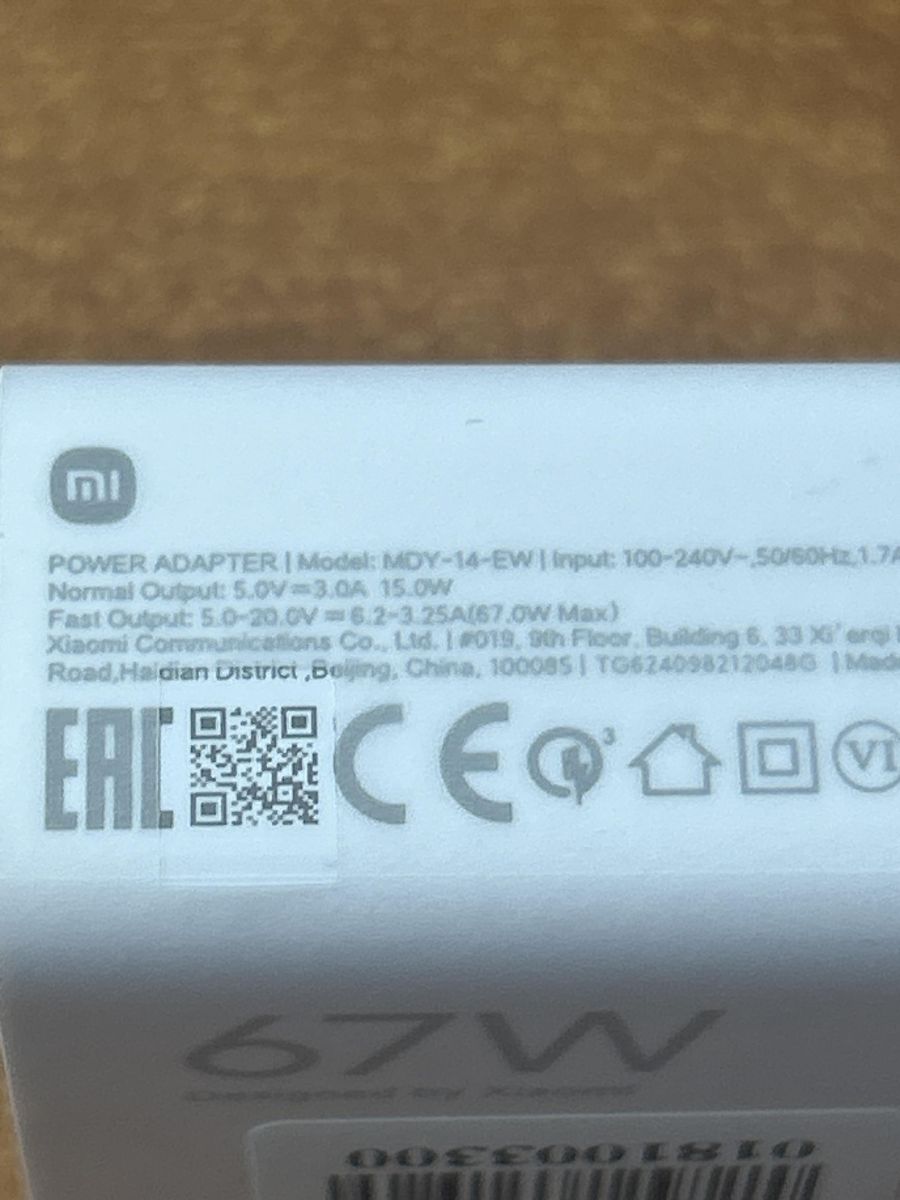 mi
POWER ADAPTER | Model: MDY-14-EW | Input: 100-240V~,50/60Hz,1.7A
Normal Output: 5.0V⎓3.0A 15.0W
Fast Output: 5.0-20.0V⎓6.2-3.25A(67.0W Max)
Xiaomi Communications Co., Ltd. | #019, 9th Floor, Building 6, 33 Xi'erqi
Road,Haidian District ,Beijing, China, 100085 | TG624098212048G | Made
EAC CE 3 VI
67W
Designed by Xiaomi
0181003300